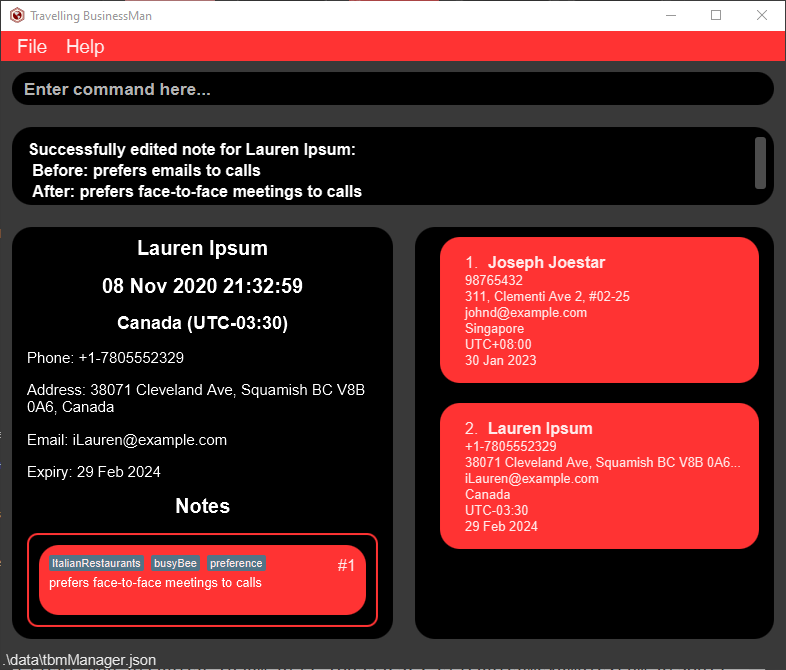 Travelling BusinessMan
File Help
Enter command here...
Successfully edited note for Lauren Ipsum:
Before: prefers emails to calls
After: prefers face-to-face meetings to calls
Lauren Ipsum
08 Nov 2020 21:32:59
Canada (UTC-03:30)
Phone: +1-7805552329
Address: 38071 Cleveland Ave, Squamish BC V8B
0A6, Canada
Email: iLauren@example.com
Expiry: 29 Feb 2024
Notes
ItalianRestaurants busyBee preference #1
prefers face-to-face meetings to calls
1. Joseph Joestar
98765432
311, Clementi Ave 2, #02-25
johnd@example.com
Singapore
UTC+08:00
30 Jan 2023
2. Lauren Ipsum
+1-7805552329
38071 Cleveland Ave, Squamish BC V8B 0A6...
iLauren@example.com
Canada
UTC-03:30
29 Feb 2024
.\data\tbmManager.json